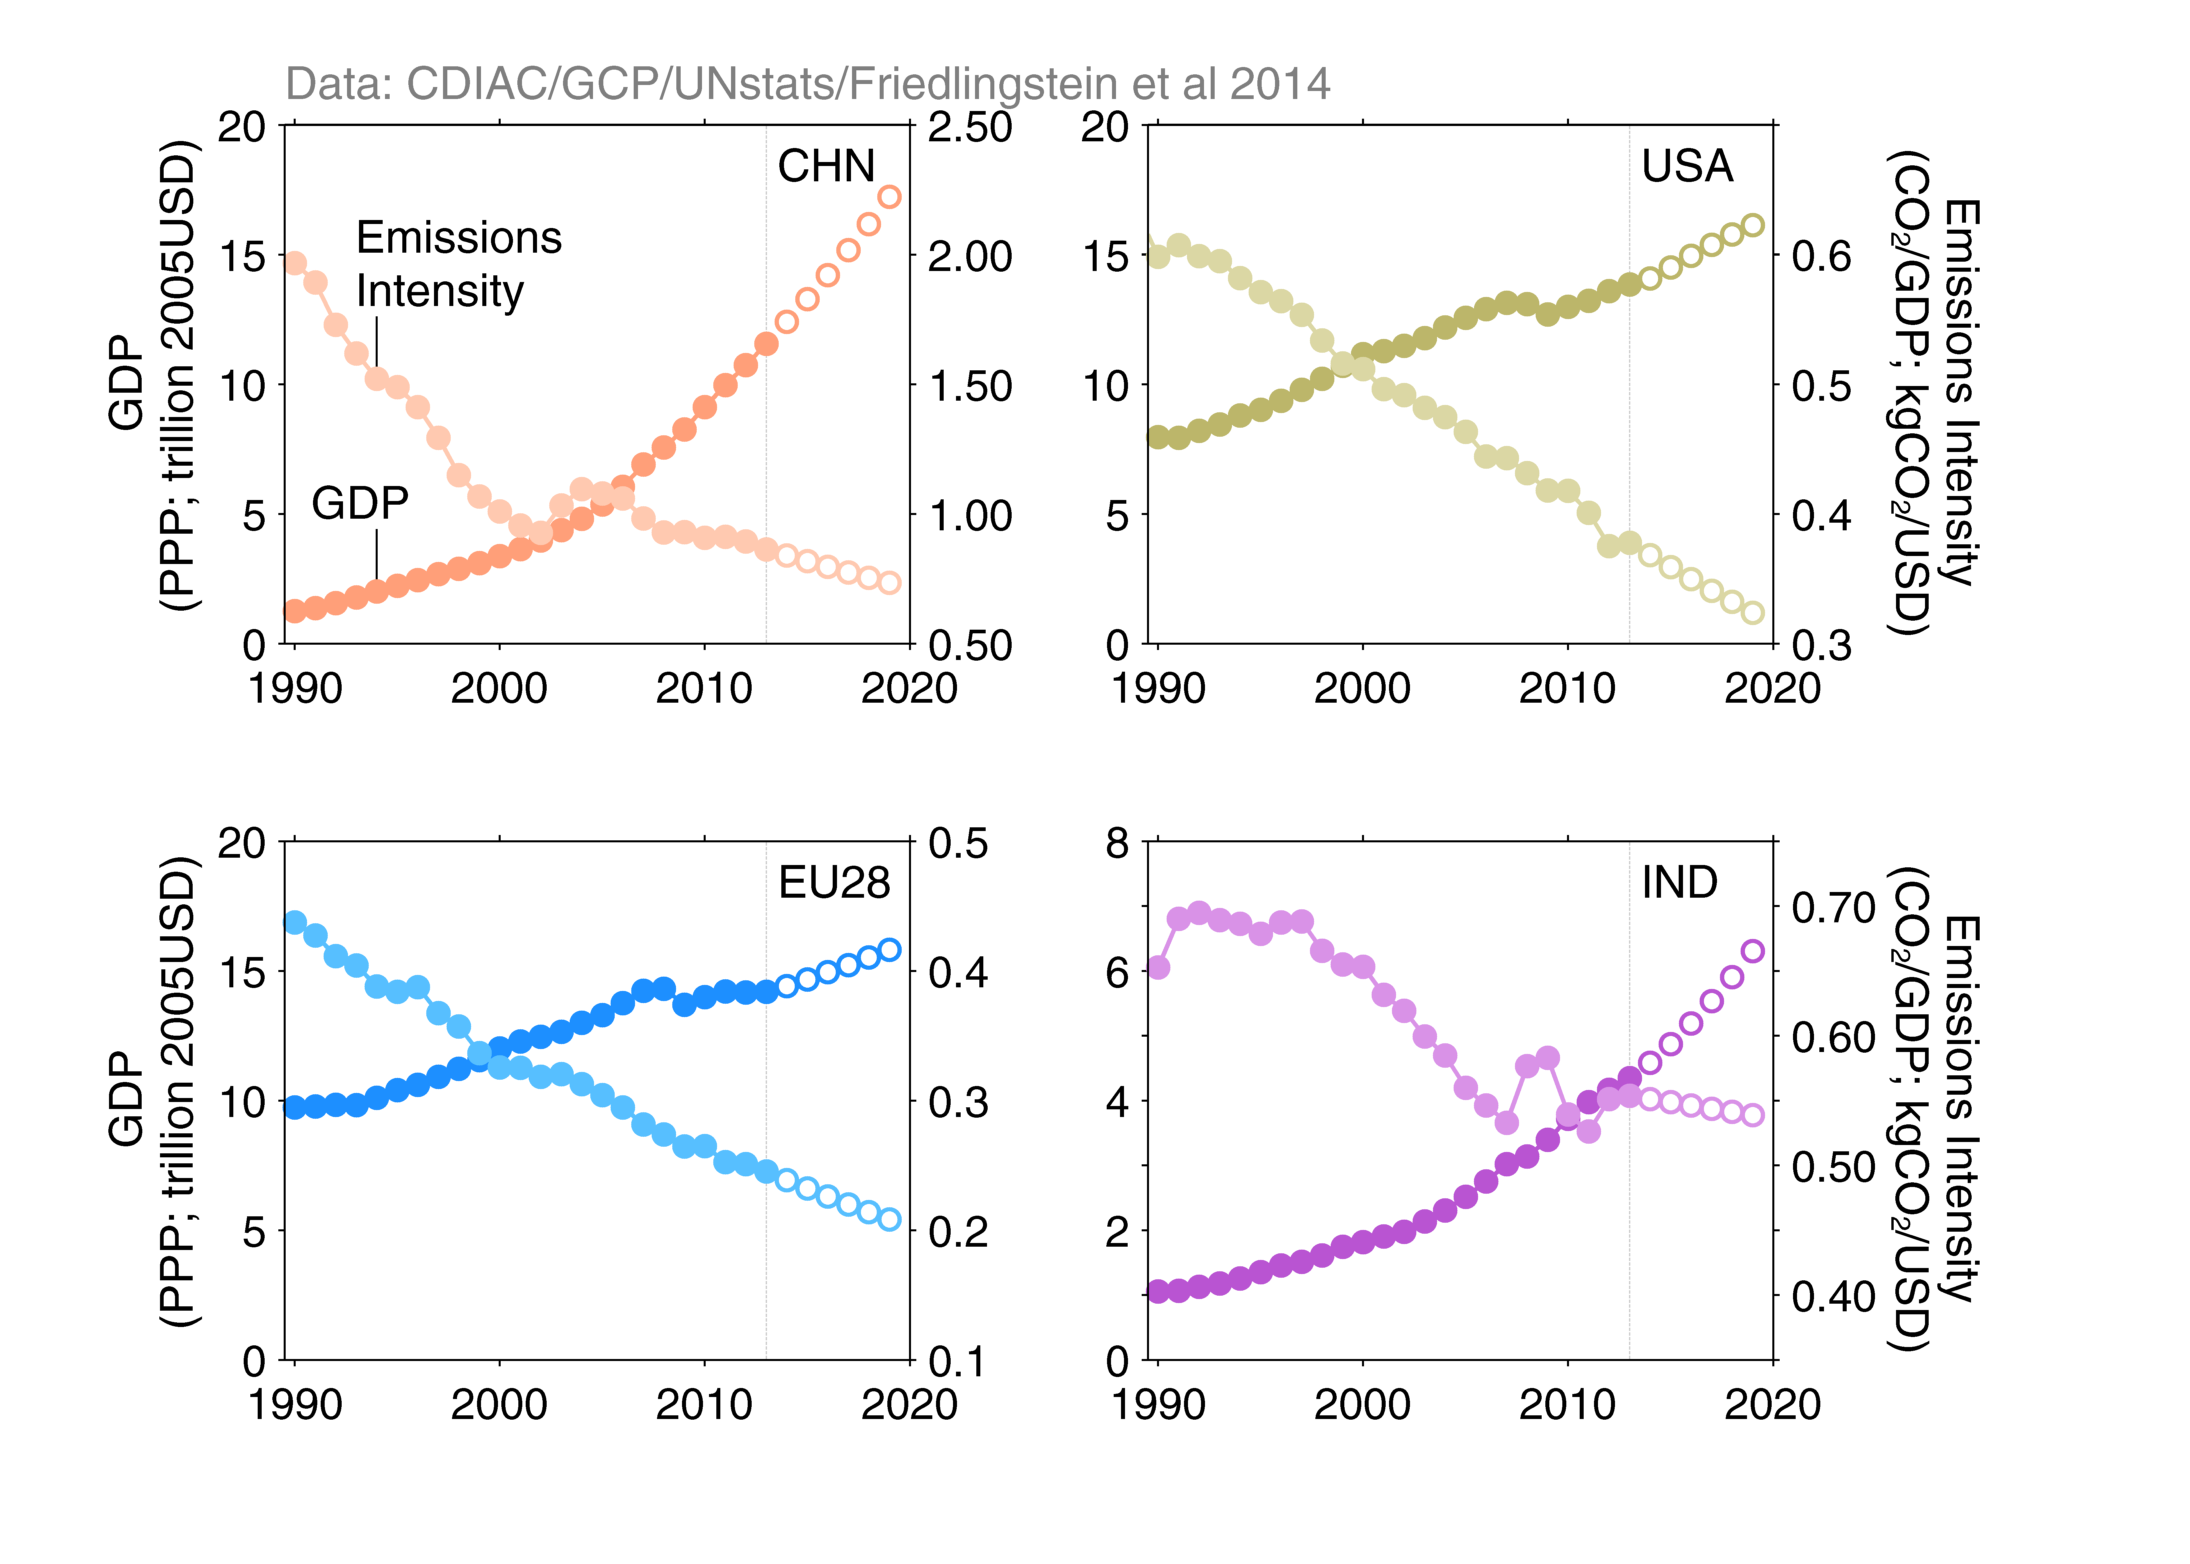 Data: CDIAC/GCP/UNstats/Friedlingstein et al 2014
GDP
(PPP; trillion 2005USD)
20
15
10
5
0
CHN
Emissions
Intensity
GDP
2.50
2.00
1.50
1.00
0.50
1990 2000 2010 2020
20
15
10
5
0
USA
0.6
0.5
0.4
0.3
1990 2000 2010 2020
Emissions Intensity
(CO₂/GDP; kgCO₂/USD)
GDP
(PPP; trillion 2005USD)
20
15
10
5
0
EU28
0.5
0.4
0.3
0.2
0.1
1990 2000 2010 2020
8
6
4
2
0
IND
0.70
0.60
0.50
0.40
1990 2000 2010 2020
Emissions Intensity
(CO₂/GDP; kgCO₂/USD)